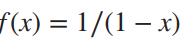 f(x) = 1/(1 − x)